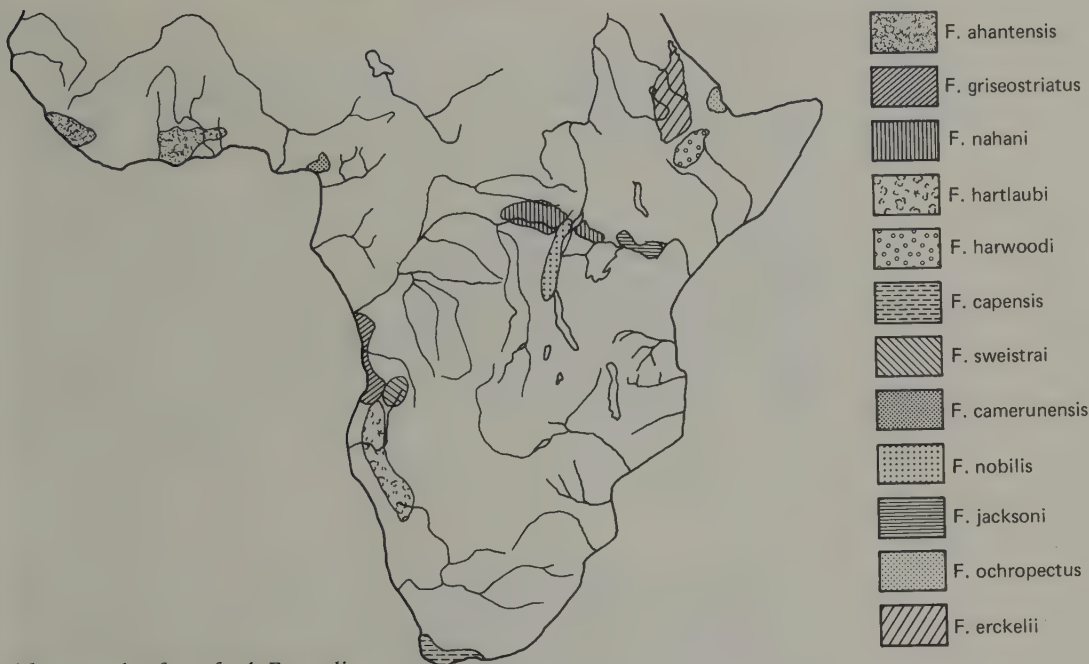 F. ahantensis
F. griseostriatus
F. nahani
F. hartlaubi
F. harwoodi
F. capensis
F. sweistrai
F. camerunensis
F. nobilis
F. jacksoni
F. ochropectus
F. erckelii